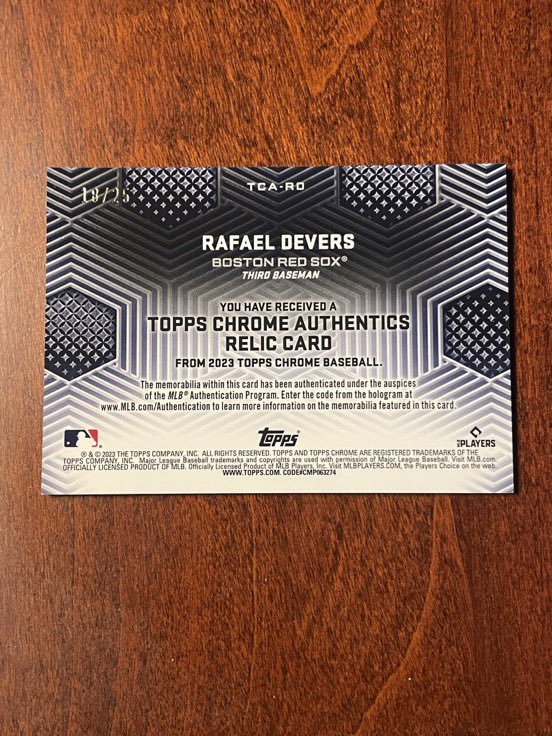 18/25
TCA-RD
RAFAEL DEVERS
BOSTON RED SOX®
THIRD BASEMAN
YOU HAVE RECEIVED A
TOPPS CHROME AUTHENTICS
RELIC CARD
FROM 2023 TOPPS CHROME BASEBALL.
The memorabilia within this card has been authenticated under the auspices
of the MLB® Authentication Program. Enter the code from the hologram at
www.MLB.com/Authentication to learn more information on the memorabilia featured in this card.
Topps
MLB PLAYERS
® & © 2023 THE TOPPS COMPANY, INC. ALL RIGHTS RESERVED. TOPPS AND TOPPS CHROME ARE REGISTERED TRADEMARKS OF THE
TOPPS COMPANY, INC. Major League Baseball trademarks and copyrights are used with permission of Major League Baseball. Visit MLB.com.
OFFICIALLY LICENSED PRODUCT OF MLB. Officially Licensed Product of MLB Players, Inc. Visit MLBPLAYERS.COM, the Players Choice on the web.
WWW.TOPPS.COM. CODE#CMP063274